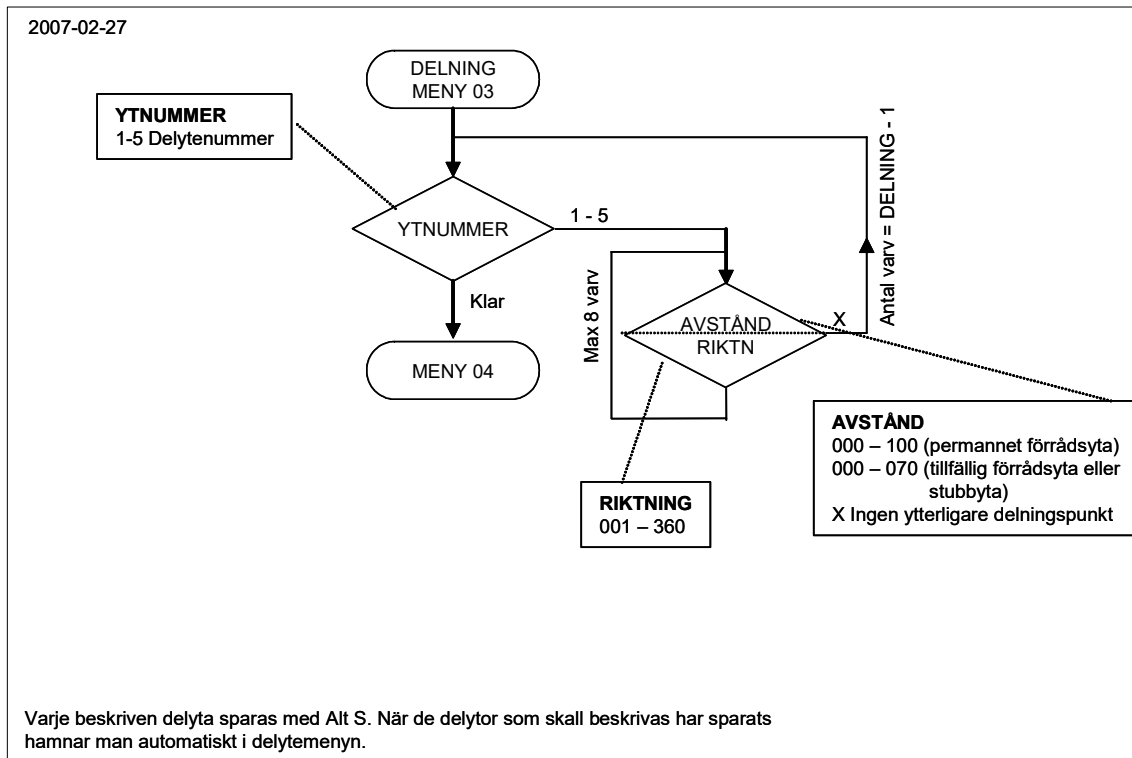 2007-02-27
DELNING
MENY 03
YTNUMMER
1-5 Delytenummer
Antal varv = DELNING - 1
YTNUMMER
1 - 5
Klar
Max 8 varv
AVSTÅND
RIKTN
X
MENY 04
AVSTÅND
000 – 100 (permannet förrådsyta)
000 – 070 (tillfällig förrådsyta eller
stubbyta)
X Ingen ytterligare delningspunkt
RIKTNING
001 – 360
Varje beskriven delyta sparas med Alt S. När de delytor som skall beskrivas har sparats
hamnar man automatiskt i delytemenyn.